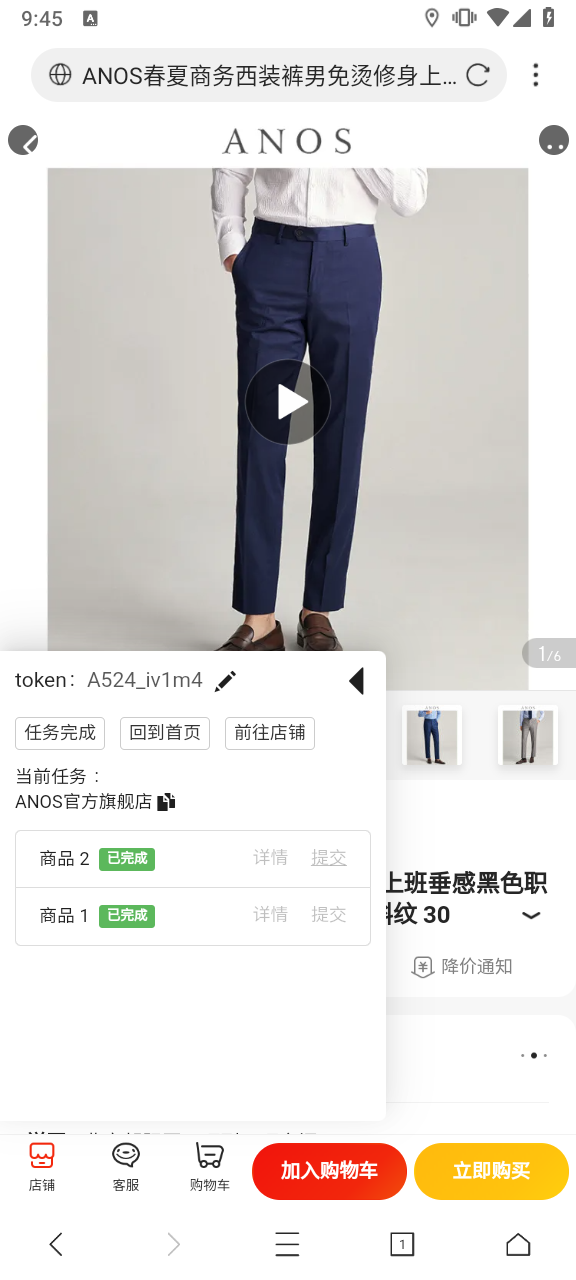 9:45
A
ANOS春夏商务西装裤男免烫修身上...
ANOS
1/6
token： A524_iv1m4
任务完成 回到首页 前往店铺
当前任务：
ANOS官方旗舰店
商品 2 已完成 详情 提交
商品 1 已完成 详情 提交
上班垂感黑色职
斜纹 30
降价通知
店铺 客服 购物车 加入购物车 立即购买
1